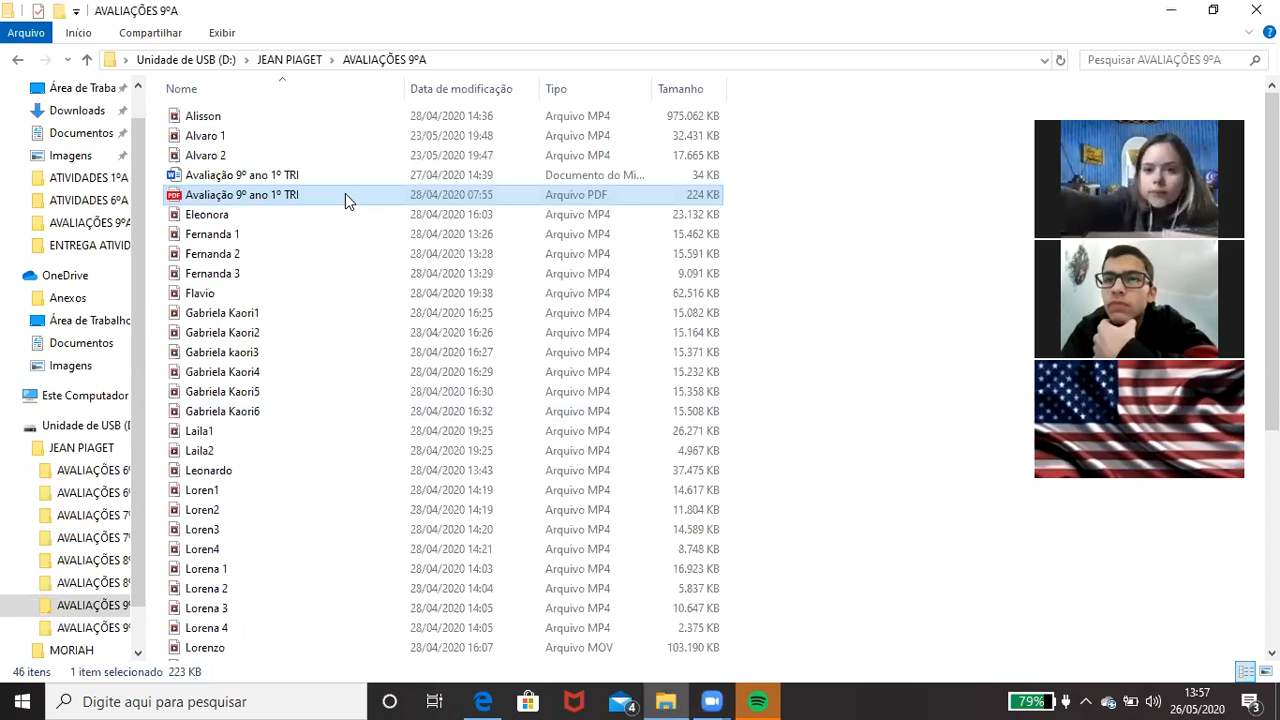 AVALIAÇÕES 9ºA
Arquivo Início Compartilhar Exibir
Unidade de USB (D:) > JEAN PIAGET > AVALIAÇÕES 9ºA
Pesquisar AVALIAÇÕES 9ºA
Área de Traba
Downloads
Documentos
Imagens
ATIVIDADES 1ºA
ATIVIDADES 6ºA
AVALIAÇÕES 9ºA
ENTREGA ATIVID
OneDrive
Anexos
Área de Trabalho
Documentos
Imagens
Este Computador
Unidade de USB (D:
JEAN PIAGET
AVALIAÇÕES 6º
AVALIAÇÕES 6º
AVALIAÇÕES 7º
AVALIAÇÕES 7º
AVALIAÇÕES 8º
AVALIAÇÕES 8º
AVALIAÇÕES 9º
AVALIAÇÕES 9º
MORIAH
Nome Data de modificação Tipo Tamanho
Alisson 28/04/2020 14:36 Arquivo MP4 975.062 KB
Alvaro 1 23/05/2020 19:48 Arquivo MP4 32.431 KB
Alvaro 2 23/05/2020 19:47 Arquivo MP4 17.665 KB
Avaliação 9º ano 1º TRI 27/04/2020 14:39 Documento do Mi... 34 KB
Avaliação 9º ano 1º TRI 28/04/2020 07:55 Arquivo PDF 224 KB
Eleonora 28/04/2020 16:03 Arquivo MP4 23.132 KB
Fernanda 1 28/04/2020 13:26 Arquivo MP4 15.462 KB
Fernanda 2 28/04/2020 13:28 Arquivo MP4 15.591 KB
Fernanda 3 28/04/2020 13:29 Arquivo MP4 9.091 KB
Flavio 28/04/2020 19:38 Arquivo MP4 62.516 KB
Gabriela Kaori1 28/04/2020 16:25 Arquivo MP4 15.082 KB
Gabriela Kaori2 28/04/2020 16:26 Arquivo MP4 15.164 KB
Gabriela kaori3 28/04/2020 16:27 Arquivo MP4 15.371 KB
Gabriela Kaori4 28/04/2020 16:29 Arquivo MP4 15.232 KB
Gabriela Kaori5 28/04/2020 16:30 Arquivo MP4 15.358 KB
Gabriela Kaori6 28/04/2020 16:32 Arquivo MP4 15.508 KB
Laila1 28/04/2020 19:25 Arquivo MP4 26.271 KB
Laila2 28/04/2020 19:25 Arquivo MP4 4.967 KB
Leonardo 28/04/2020 13:43 Arquivo MP4 37.475 KB
Loren1 28/04/2020 14:19 Arquivo MP4 14.617 KB
Loren2 28/04/2020 14:19 Arquivo MP4 11.804 KB
Loren3 28/04/2020 14:20 Arquivo MP4 14.589 KB
Loren4 28/04/2020 14:21 Arquivo MP4 8.748 KB
Lorena 1 28/04/2020 14:03 Arquivo MP4 16.923 KB
Lorena 2 28/04/2020 14:04 Arquivo MP4 5.837 KB
Lorena 3 28/04/2020 14:05 Arquivo MP4 10.647 KB
Lorena 4 28/04/2020 14:05 Arquivo MP4 2.375 KB
Lorenzo 28/04/2020 16:07 Arquivo MOV 103.190 KB
46 itens 1 item selecionado 223 KB
Digite aqui para pesquisar
4
79%
13:57
26/05/2020
3